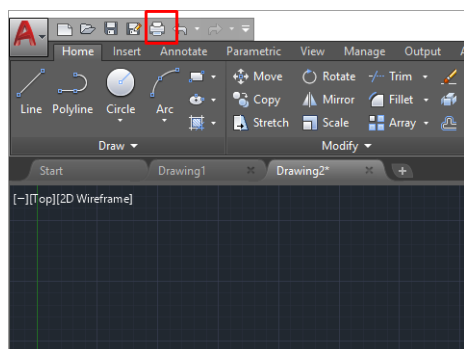 A
Home Insert Annotate Parametric View Manage Output
Line Polyline Circle Arc
Move Rotate Trim
Copy Mirror Fillet
Stretch Scale Array
Draw Modify
Start Drawing1 Drawing2*
[−][Top][2D Wireframe]